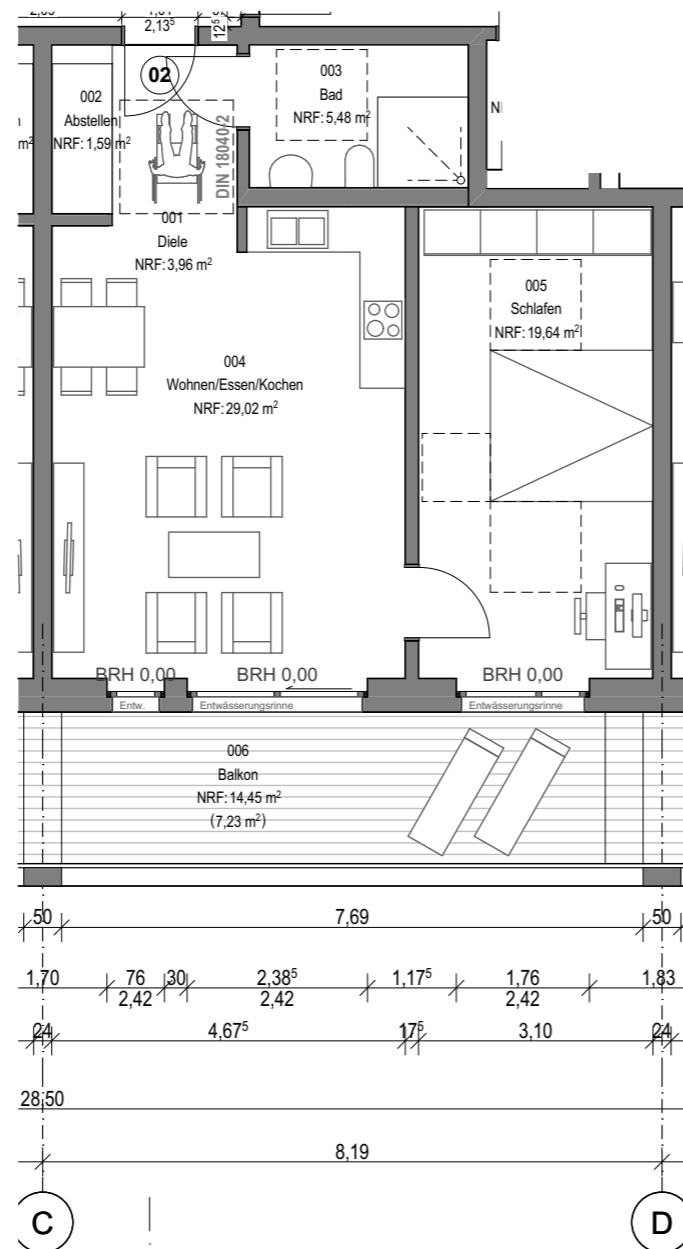 2,13⁵
12⁵
02
002
Abstellen
NRF: 1,59 m²
m²
003
Bad
NRF: 5,48 m²
DIN 18040-2
001
Diele
NRF: 3,96 m²
005
Schlafen
NRF: 19,64 m²
004
Wohnen/Essen/Kochen
NRF: 29,02 m²
BRH 0,00
BRH 0,00
BRH 0,00
Entw.
Entwässerungsrinne
Entwässerungsrinne
006
Balkon
NRF: 14,45 m²
(7,23 m²)
50 7,69 50
1,70 76 30 2,38⁵ 1,17⁵ 1,76 1,83
2,42 2,42 2,42
24 4,67⁵ 17⁵ 3,10 24
28,50
8,19
C D